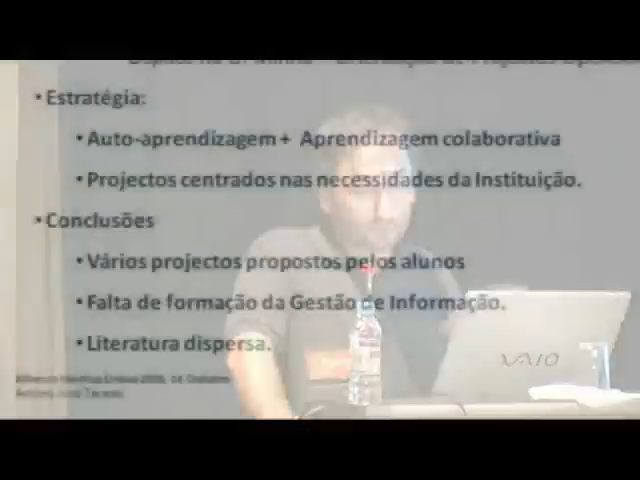 • Estratégia:
• Auto-aprendizagem + Aprendizagem colaborativa
• Projectos centrados nas necessidades da Instituição.
• Conclusões
• Vários projectos propostos pelos alunos
• Falta de formação da Gestão de Informação.
• Literatura dispersa.
VAIO